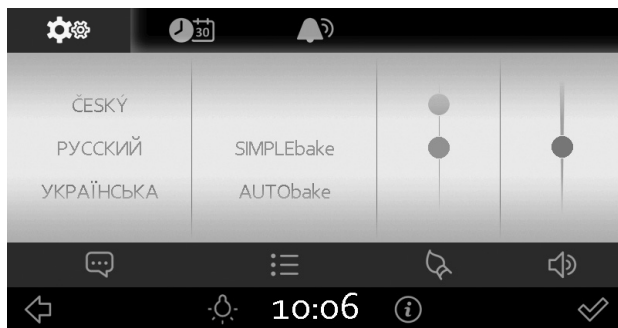 30
ČESKÝ
РУССКИЙ
УКРАЇНСЬКА
SIMPLEbake
AUTObake
10:06
i